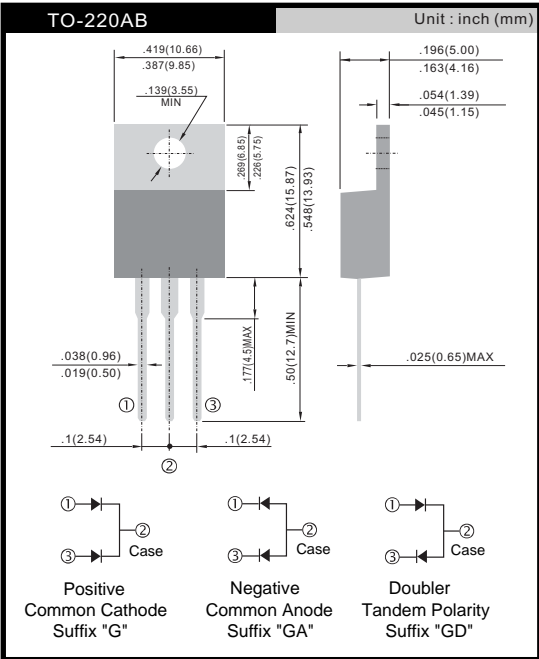 TO-220AB
Unit : inch (mm)
.419(10.66)
.387(9.85)
.139(3.55)
MIN
.269(6.85)
.226(5.75)
.624(15.87)
.548(13.93)
.196(5.00)
.163(4.16)
.054(1.39)
.045(1.15)
.038(0.96)
.019(0.50)
.177(4.5)MAX
.50(12.7)MIN
.025(0.65)MAX
①
③
.1(2.54)
.1(2.54)
②
①
②
Case
③
Positive
Common Cathode
Suffix "G"
①
②
Case
③
Negative
Common Anode
Suffix "GA"
①
②
Case
③
Doubler
Tandem Polarity
Suffix "GD"